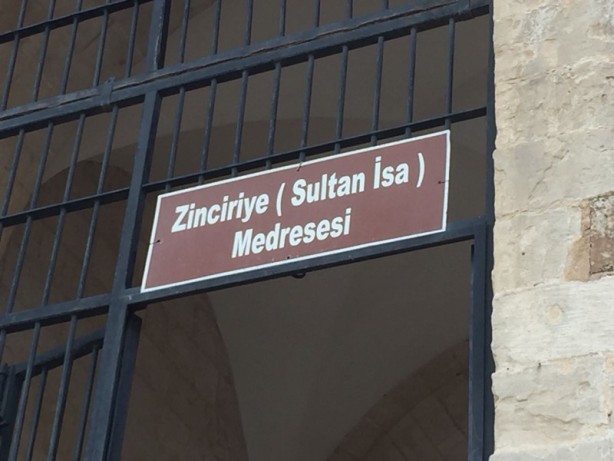 Zinciriye ( Sultan İsa )
Medresesi